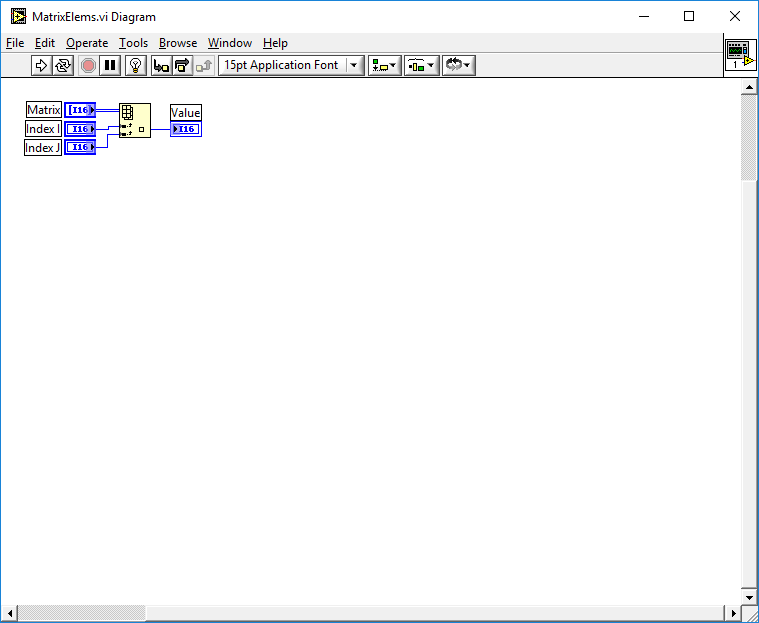 MatrixElems.vi Diagram
File Edit Operate Tools Browse Window Help
15pt Application Font
1
Matrix [I16
Value
Index I I16
I16
Index J I16